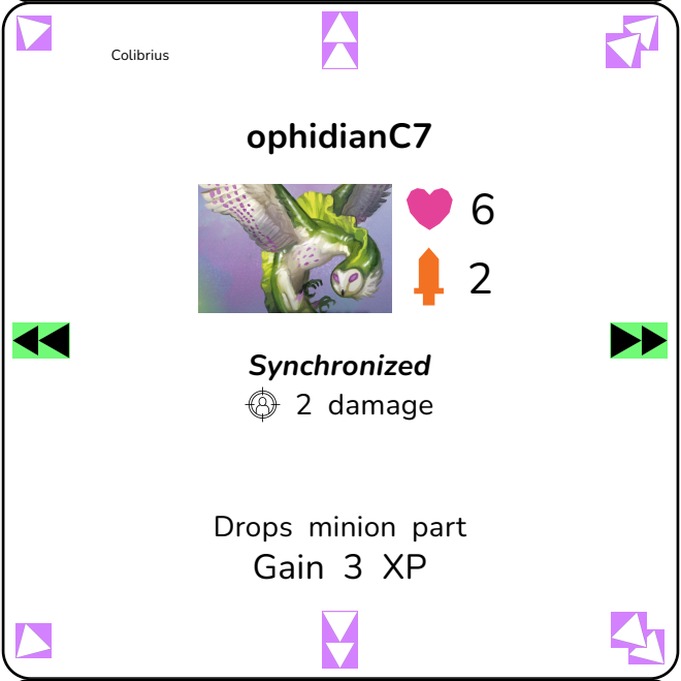 Colibrius
ophidianC7
6
2
Synchronized
2 damage
Drops minion part
Gain 3 XP